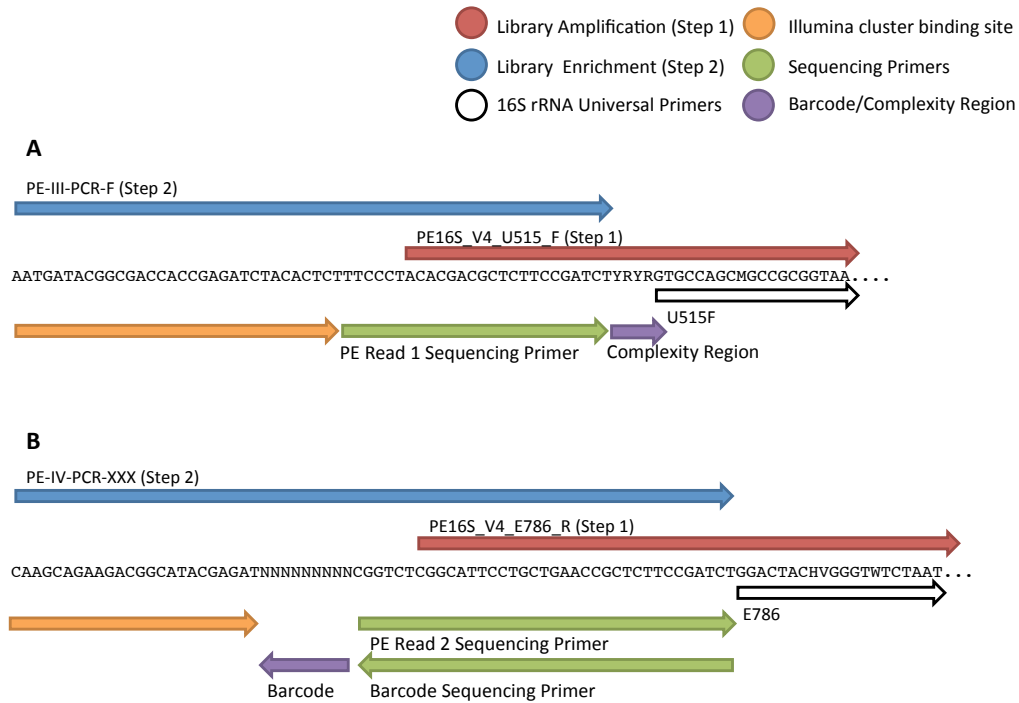 Library Amplification (Step 1)
Illumina cluster binding site
Library Enrichment (Step 2)
Sequencing Primers
16S rRNA Universal Primers
Barcode/Complexity Region
A
PE-III-PCR-F (Step 2)
PE16S_V4_U515_F (Step 1)
AATGATACGGCGACCACCGAGATCTACACTCTTTCCCTACACGACGCTCTTCCGATCTYRYRGTGCCAGCMGCCGCGGTAA....
U515F
PE Read 1 Sequencing Primer
Complexity Region
B
PE-IV-PCR-XXX (Step 2)
PE16S_V4_E786_R (Step 1)
CAAGCAGAAGACGGCATACGAGATNNNNNNNNNCGGTCTCGGCATTCCTGCTGAACCGCTCTTCCGATCTGGACTACHVGGGTWTCTAAT...
E786
PE Read 2 Sequencing Primer
Barcode
Barcode Sequencing Primer